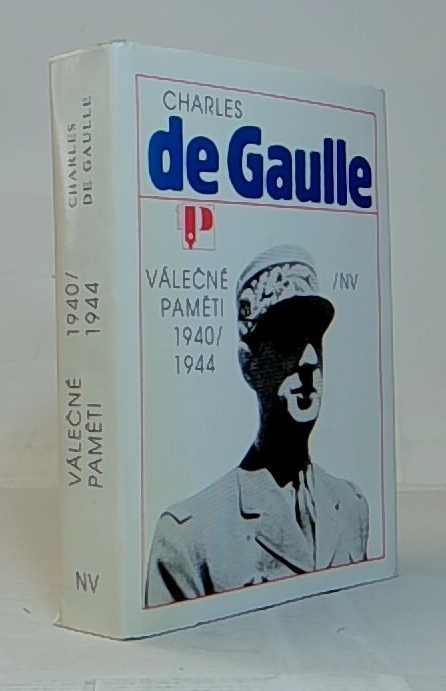 CHARLES
DE GAULLE
1940/
1944
VÁLEČNÉ
PAMĚTI
NV
CHARLES
de Gaulle
P
VÁLEČNÉ
PAMĚTI
1940/
1944
/NV